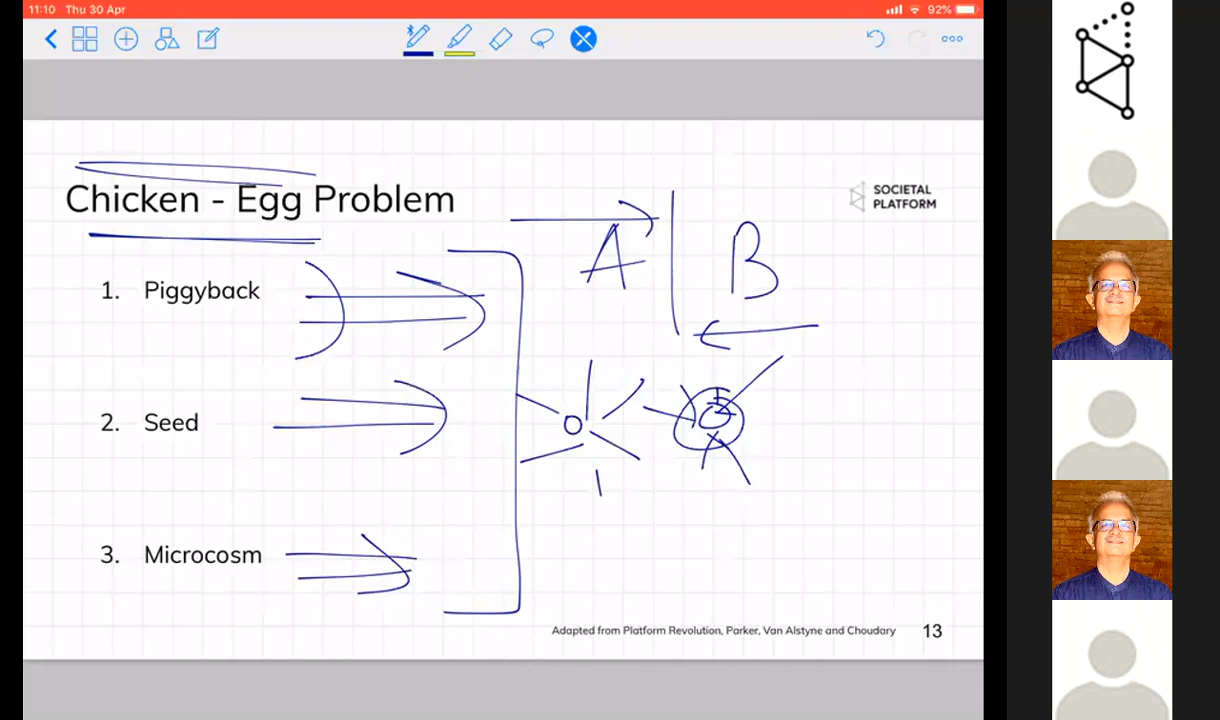 11:10 Thu 30 Apr
92%
Chicken - Egg Problem
SOCIETAL
PLATFORM
A B
1. Piggyback
2. Seed
3. Microcosm
Adapted from Platform Revolution, Parker, Van Alstyne and Choudary
13